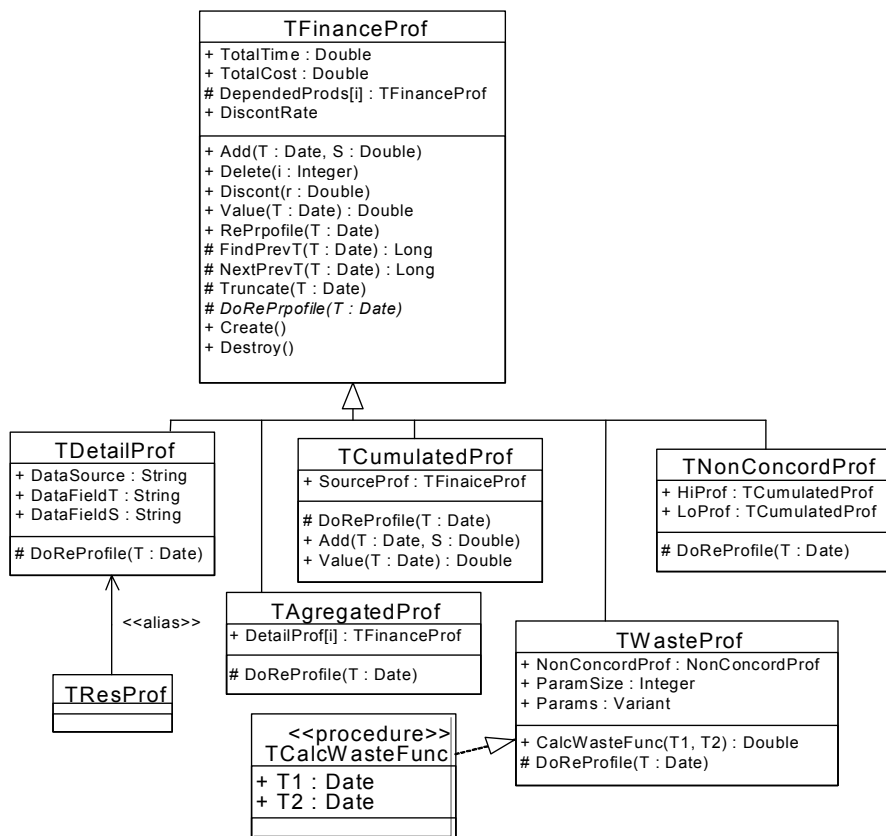 TFinanceProf
+ TotalTime : Double
+ TotalCost : Double
# DependedProds[i] : TFinanceProf
+ DiscontRate
+ Add(T : Date, S : Double)
+ Delete(i : Integer)
+ Discont(r : Double)
+ Value(T : Date) : Double
+ RePrpofile(T : Date)
# FindPrevT(T : Date) : Long
# NextPrevT(T : Date) : Long
# Truncate(T : Date)
# DoRePrpofile(T : Date)
+ Create()
+ Destroy()
TDetailProf
+ DataSource : String
+ DataFieldT : String
+ DataFieldS : String
# DoReProfile(T : Date)
TCumulatedProf
+ SourceProf : TFinaiceProf
# DoReProfile(T : Date)
+ Add(T : Date, S : Double)
+ Value(T : Date) : Double
TNonConcordProf
+ HiProf : TCumulatedProf
+ LoProf : TCumulatedProf
# DoReProfile(T : Date)
<<alias>>
TResProf
TAgregatedProf
+ DetailProf[i] : TFinanceProf
# DoReProfile(T : Date)
TWasteProf
+ NonConcordProf : NonConcordProf
+ ParamSize : Integer
+ Params : Variant
+ CalcWasteFunc(T1, T2) : Double
# DoReProfile(T : Date)
<<procedure>>
TCalcWasteFunc
+ T1 : Date
+ T2 : Date